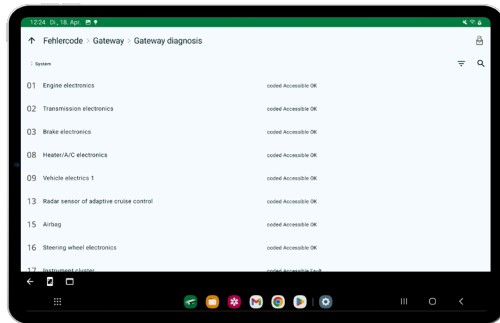 12:24 Di., 18. Apr.
Fehlercode > Gateway > Gateway diagnosis
System
01 Engine electronics coded Accessible OK
02 Transmission electronics coded Accessible OK
03 Brake electronics coded Accessible OK
08 Heater/A/C electronics coded Accessible OK
09 Vehicle electrics 1 coded Accessible OK
13 Radar sensor of adaptive cruise control coded Accessible OK
15 Airbag coded Accessible OK
16 Steering wheel electronics coded Accessible OK
17 Instrument cluster coded Accessible Fault